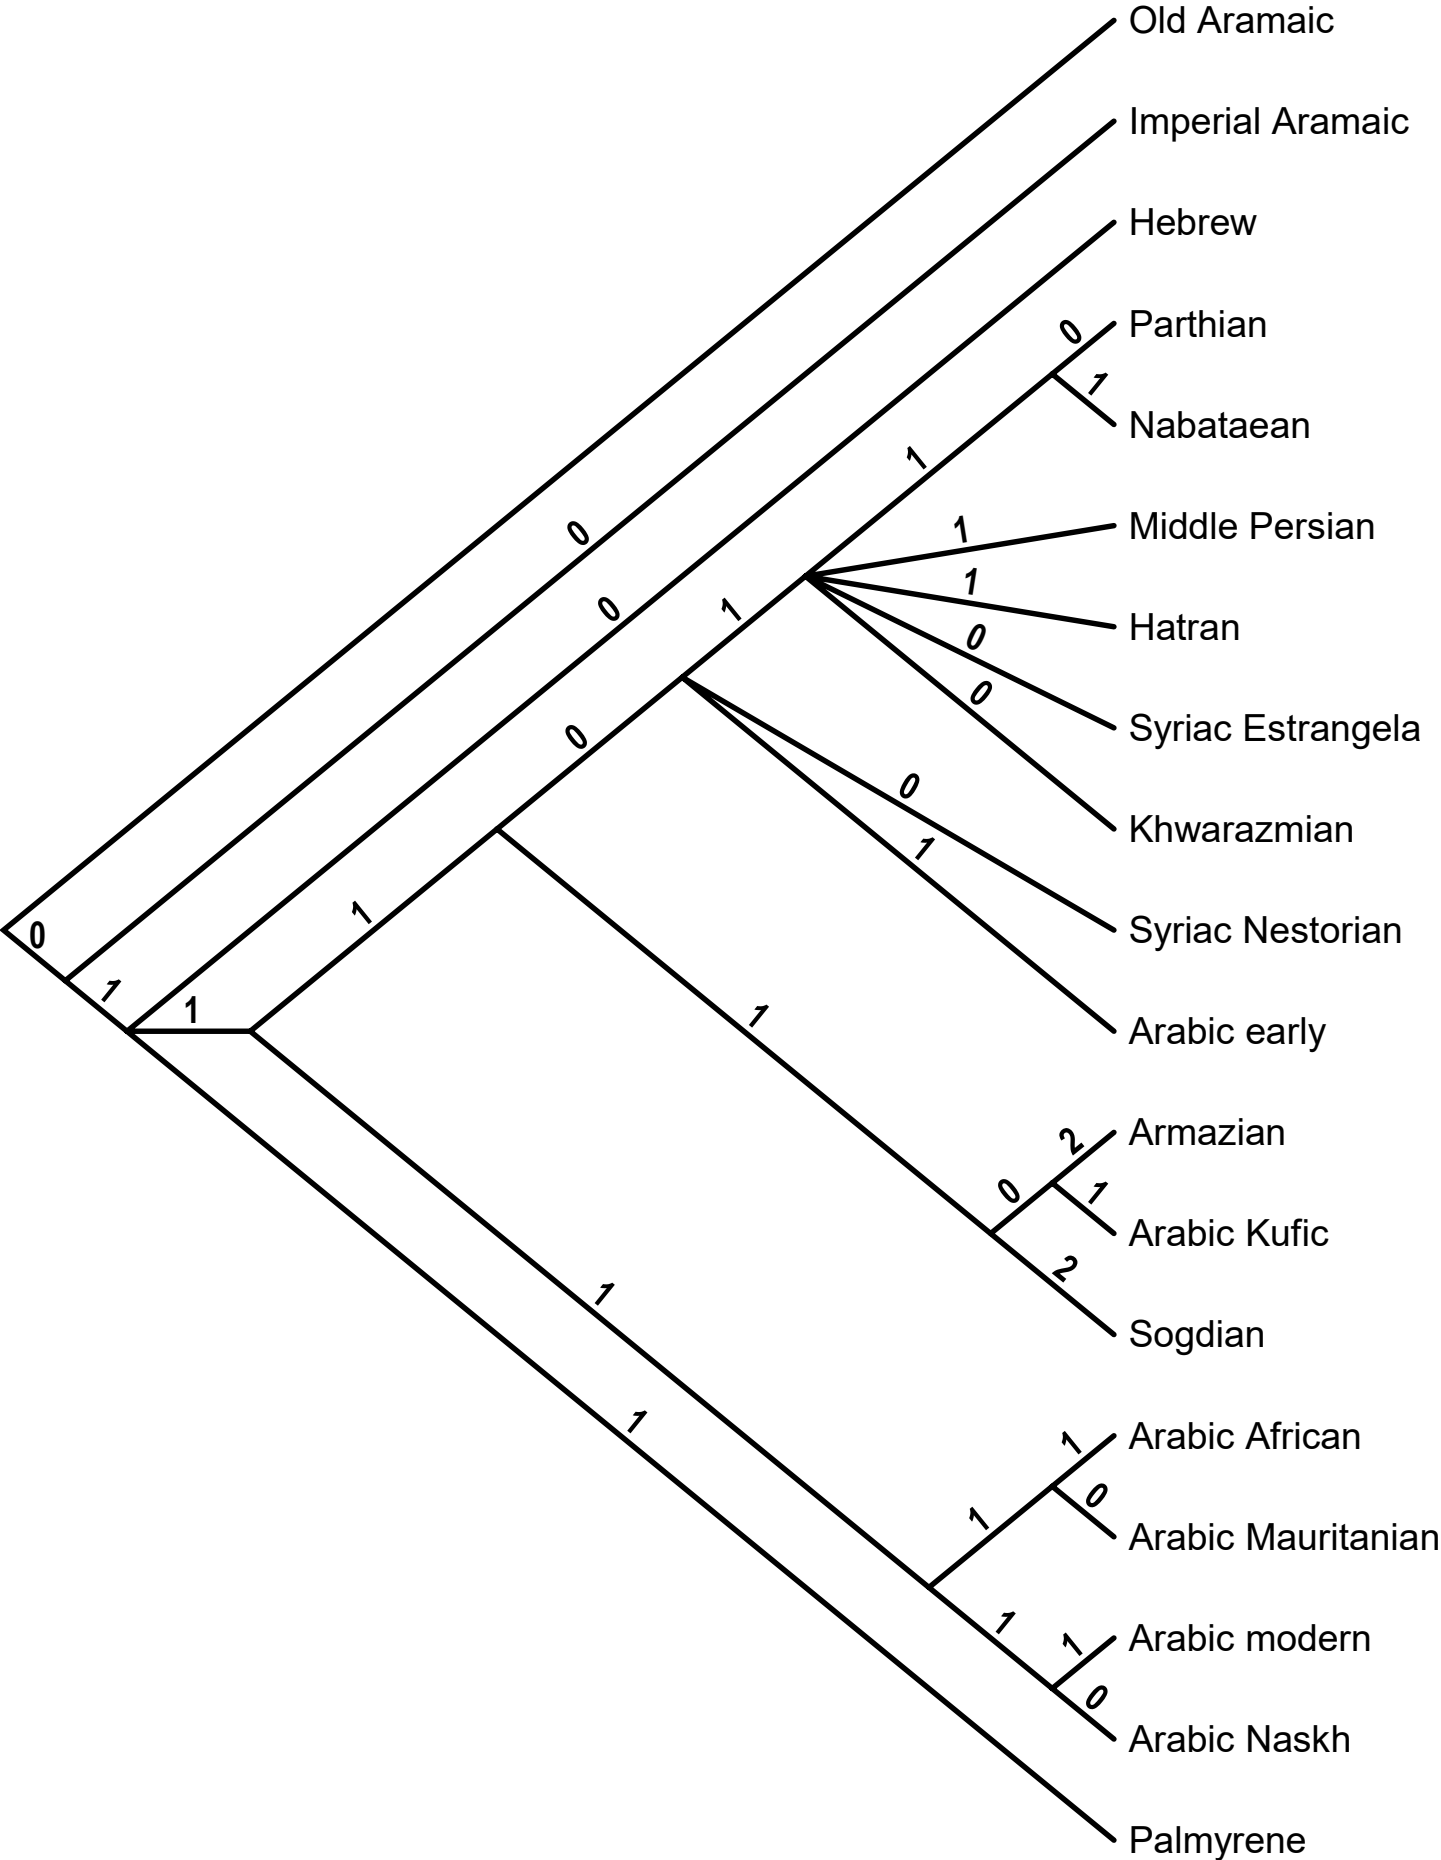 Old Aramaic
Imperial Aramaic
Hebrew
0 Parthian
1
Nabataean
1
1 Middle Persian
0
1
Hatran
0
1
0
0
Syriac Estrangela
0
Khwarazmian
0
1
1
0 Syriac Nestorian
1
1
1
Arabic early
2 Armazian
0
1
Arabic Kufic
2
1
Sogdian
1
1 Arabic African
0
1
Arabic Mauritanian
1
1 Arabic modern
0
Arabic Naskh
Palmyrene